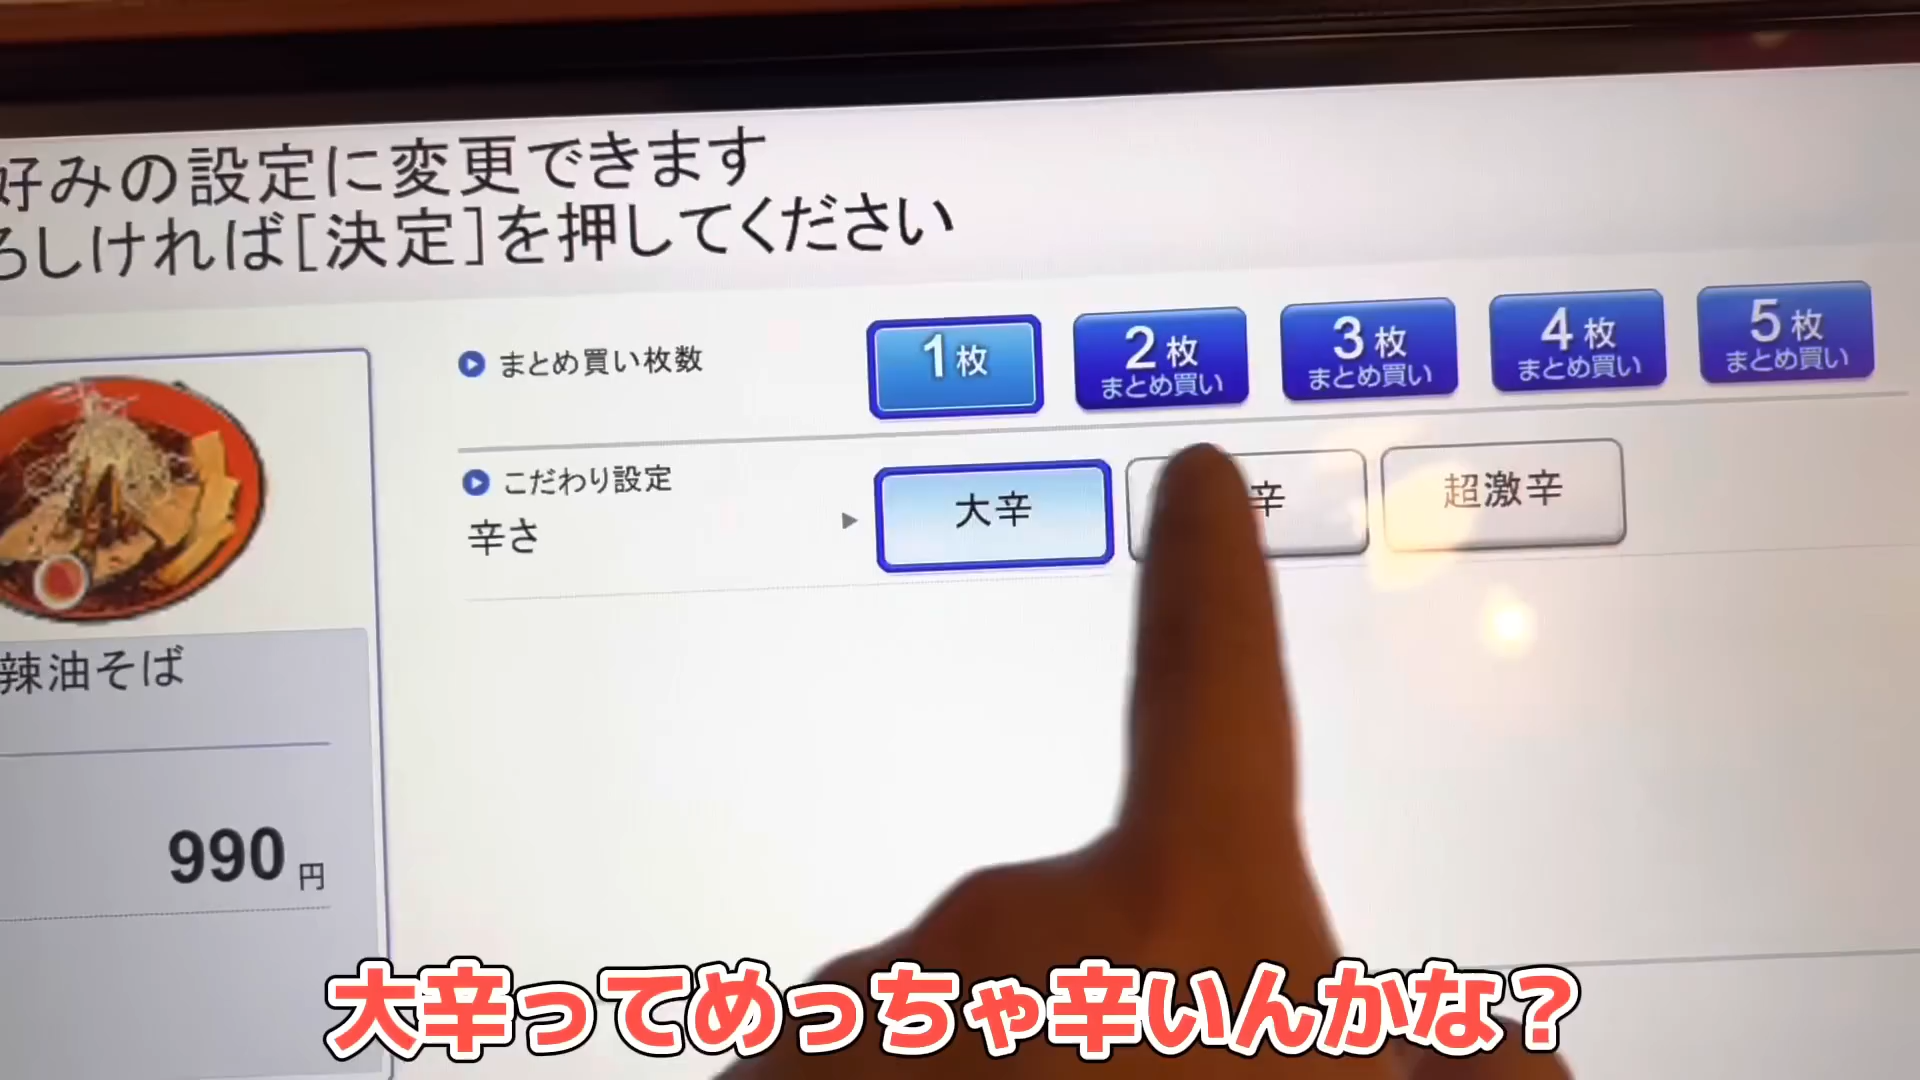 好みの設定に変更できます
ろしければ[決定]を押してください
まとめ買い枚数
1枚
2枚
まとめ買い
3枚
まとめ買い
4枚
まとめ買い
5枚
まとめ買い
こだわり設定
辛さ
大辛
辛
超激辛
辣油そば
990円
大辛ってめっちゃ辛いんかな？